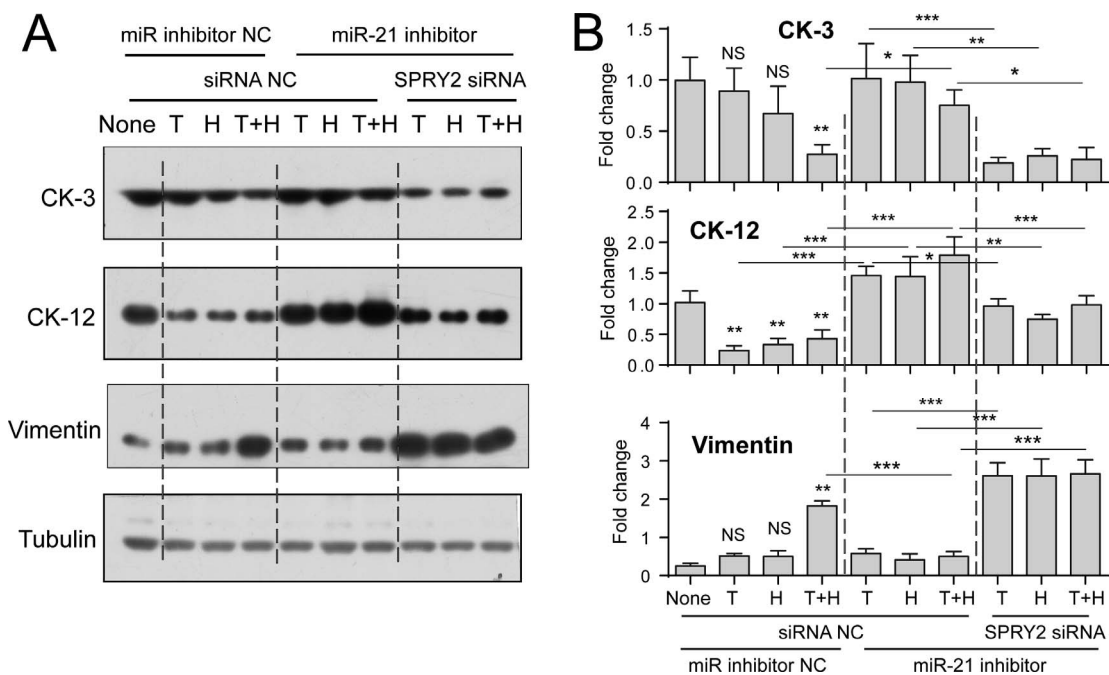 A
miR inhibitor NC miR-21 inhibitor
siRNA NC SPRY2 siRNA
None T H T+H T H T+H T H T+H
CK-3
CK-12
Vimentin
Tubulin
B
CK-3
Fold change
1.5
1.0
0.5
0.0
NS NS ** * *** ** *
CK-12
Fold change
2.5
2.0
1.5
1.0
0.5
0.0
** ** ** *** *** *** * ** ***
Vimentin
Fold change
4
3
2
1
0
NS NS ** *** *** *** ***
None T H T+H T H T+H T H T+H
siRNA NC SPRY2 siRNA
miR inhibitor NC miR-21 inhibitor